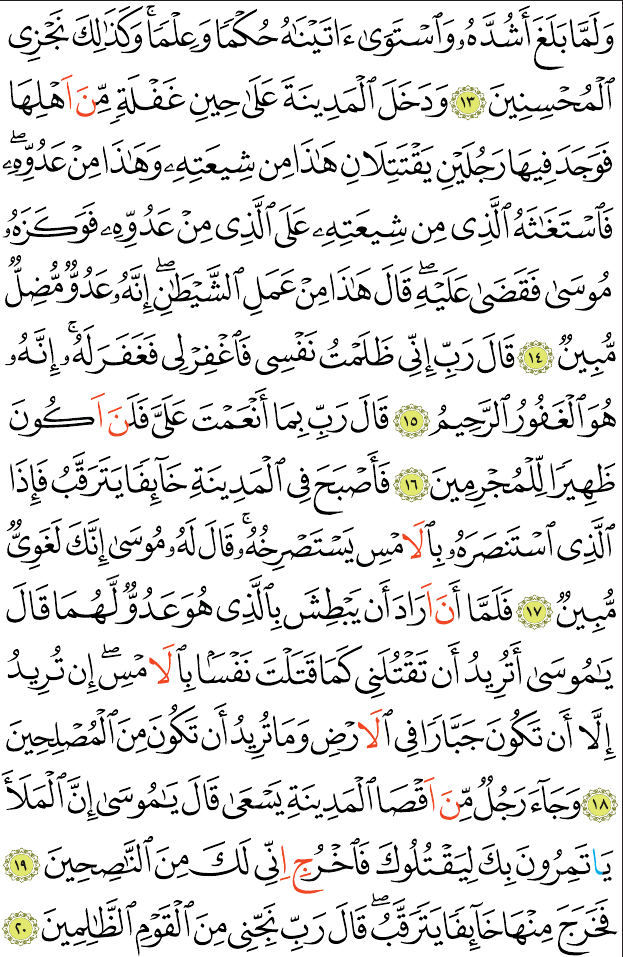 وَلَمَّا بَلَغَ أَشُدَّهُۥ وَٱسْتَوَىٰ ءَاتَيْنَٰهُ حُكْمًا وَعِلْمًا ۚ وَكَذَٰلِكَ نَجْزِى
ٱلْمُحْسِنِينَ ١٣ وَدَخَلَ ٱلْمَدِينَةَ عَلَىٰ حِينِ غَفْلَةٍ مِّنَ اَهْلِهَا
فَوَجَدَ فِيهَا رَجُلَيْنِ يَقْتَتِلَانِ هَٰذَا مِن شِيعَتِهِۦ وَهَٰذَا مِنْ عَدُوِّهِۦ ۖ
فَٱسْتَغَٰثَهُ ٱلَّذِى مِن شِيعَتِهِۦ عَلَى ٱلَّذِى مِنْ عَدُوِّهِۦ فَوَكَزَهُۥ
مُوسَىٰ فَقَضَىٰ عَلَيْهِ ۖ قَالَ هَٰذَا مِنْ عَمَلِ ٱلشَّيْطَٰنِ ۖ إِنَّهُۥ عَدُوٌّ مُّضِلٌّ
مُّبِينٌ ١٤ قَالَ رَبِّ إِنِّى ظَلَمْتُ نَفْسِى فَٱغْفِرْ لِى فَغَفَرَ لَهُۥٓ ۚ إِنَّهُۥ
هُوَ ٱلْغَفُورُ ٱلرَّحِيمُ ١٥ قَالَ رَبِّ بِمَا أَنْعَمْتَ عَلَىَّ فَلَنَ اَكُونَ
ظَهِيرًا لِّلْمُجْرِمِينَ ١٦ فَأَصْبَحَ فِى ٱلْمَدِينَةِ خَآئِفًا يَتَرَقَّبُ فَإِذَا
ٱلَّذِى ٱسْتَنصَرَهُۥ بِٱلَامْسِ يَسْتَصْرِخُهُۥ ۚ قَالَ لَهُۥ مُوسَىٰ إِنَّكَ لَغَوِىٌّ
مُّبِينٌ ١٧ فَلَمَّا أَنَ اَرَادَ أَن يَبْطِشَ بِٱلَّذِى هُوَ عَدُوٌّ لَّهُمَا قَالَ
يَٰمُوسَىٰ أَتُرِيدُ أَن تَقْتُلَنِى كَمَا قَتَلْتَ نَفْسًۢا بِٱلَامْسِ ۖ إِن تُرِيدُ
إِلَّا أَن تَكُونَ جَبَّارًا فِى ٱلَارْضِ وَمَا تُرِيدُ أَن تَكُونَ مِنَ ٱلْمُصْلِحِينَ
١٨ وَجَآءَ رَجُلٌ مِّنَ اَقْصَا ٱلْمَدِينَةِ يَسْعَىٰ قَالَ يَٰمُوسَىٰ إِنَّ ٱلْمَلَأَ
يَاتَمِرُونَ بِكَ لِيَقْتُلُوكَ فَٱخْرُجِ اِنِّى لَكَ مِنَ ٱلنَّٰصِحِينَ ١٩
فَخَرَجَ مِنْهَا خَآئِفًا يَتَرَقَّبُ ۖ قَالَ رَبِّ نَجِّنِى مِنَ ٱلْقَوْمِ ٱلظَّٰلِمِينَ ٢٠